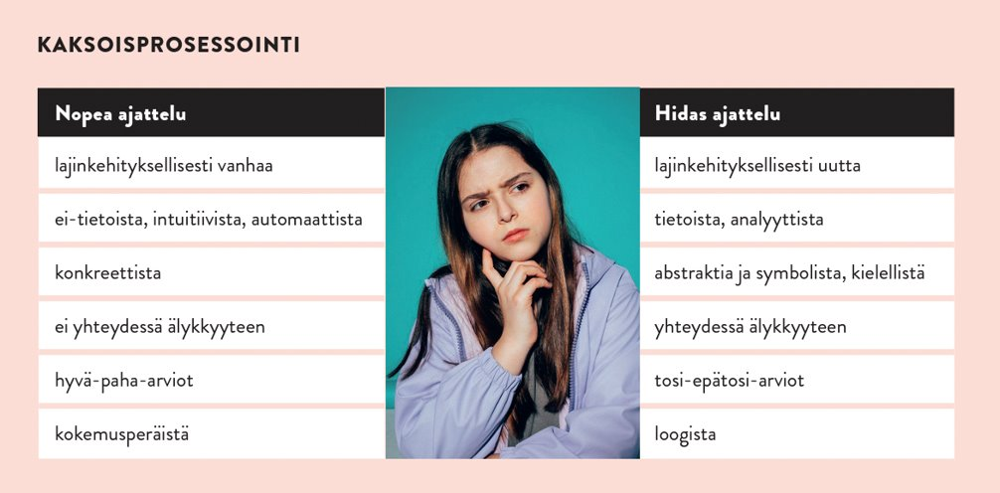 KAKSOISPROSESSOINTI
Nopea ajattelu
Hidas ajattelu
lajinkehityksellisesti vanhaa
lajinkehityksellisesti uutta
ei-tietoista, intuitiivista, automaattista
tietoista, analyyttista
konkreettista
abstraktia ja symbolista, kielellistä
ei yhteydessä älykkyyteen
yhteydessä älykkyyteen
hyvä-paha-arviot
tosi-epätosi-arviot
kokemusperäistä
loogista